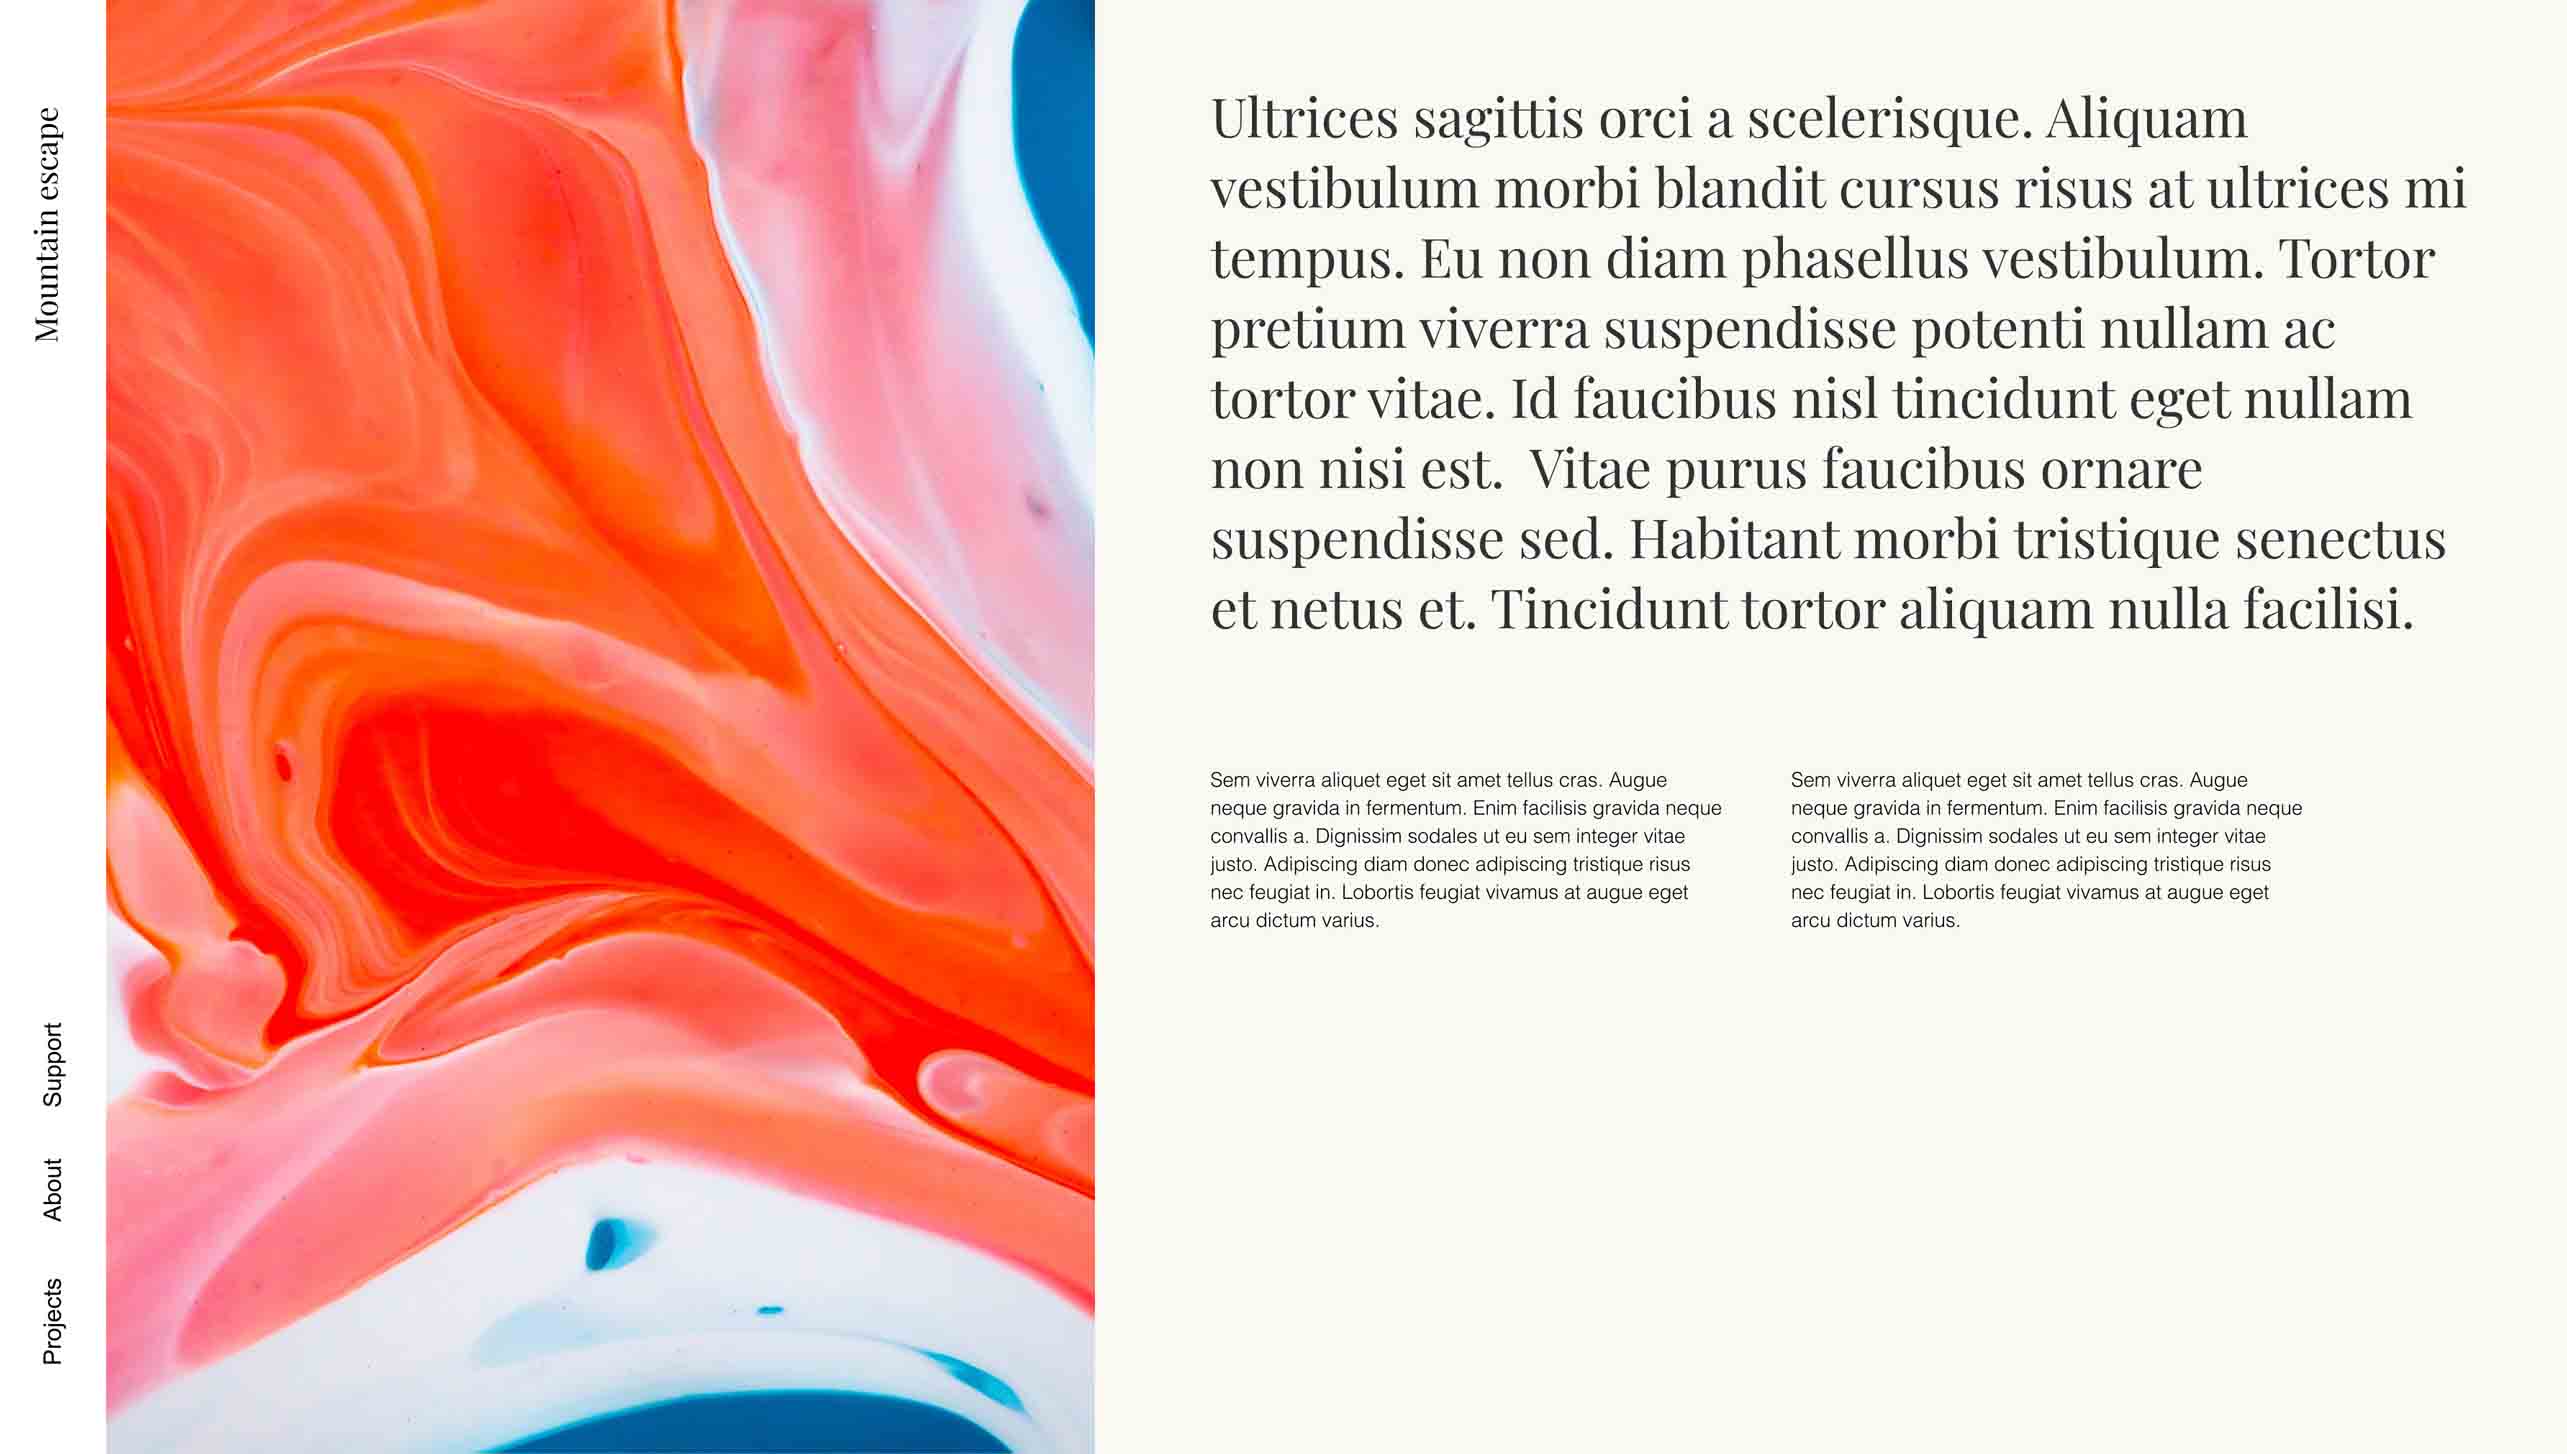 Mountain escape
Support
About
Projects
Ultrices sagittis orci a scelerisque. Aliquam
vestibulum morbi blandit cursus risus at ultrices mi
tempus. Eu non diam phasellus vestibulum. Tortor
pretium viverra suspendisse potenti nullam ac
tortor vitae. Id faucibus nisl tincidunt eget nullam
non nisi est.  Vitae purus faucibus ornare
suspendisse sed. Habitant morbi tristique senectus
et netus et. Tincidunt tortor aliquam nulla facilisi.
Sem viverra aliquet eget sit amet tellus cras. Augue
neque gravida in fermentum. Enim facilisis gravida neque
convallis a. Dignissim sodales ut eu sem integer vitae
justo. Adipiscing diam donec adipiscing tristique risus
nec feugiat in. Lobortis feugiat vivamus at augue eget
arcu dictum varius.
Sem viverra aliquet eget sit amet tellus cras. Augue
neque gravida in fermentum. Enim facilisis gravida neque
convallis a. Dignissim sodales ut eu sem integer vitae
justo. Adipiscing diam donec adipiscing tristique risus
nec feugiat in. Lobortis feugiat vivamus at augue eget
arcu dictum varius.